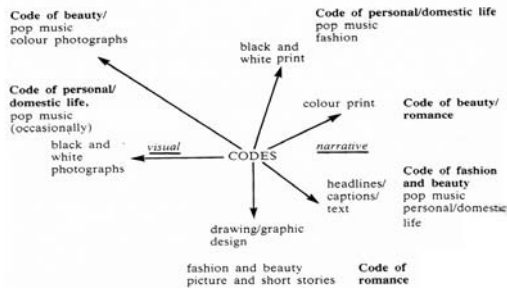 Code of beauty/
pop music
colour photographs
Code of personal/domestic life
pop music
fashion
black and
white print
Code of personal/
domestic life,
pop music
(occasionally)
black and
white
photographs
visual
CODES
narrative
colour print
Code of beauty/
romance
headlines/
captions/
text
Code of fashion
and beauty
pop music
personal/domestic
life
drawing/graphic
design
fashion and beauty
picture and short stories
Code of
romance